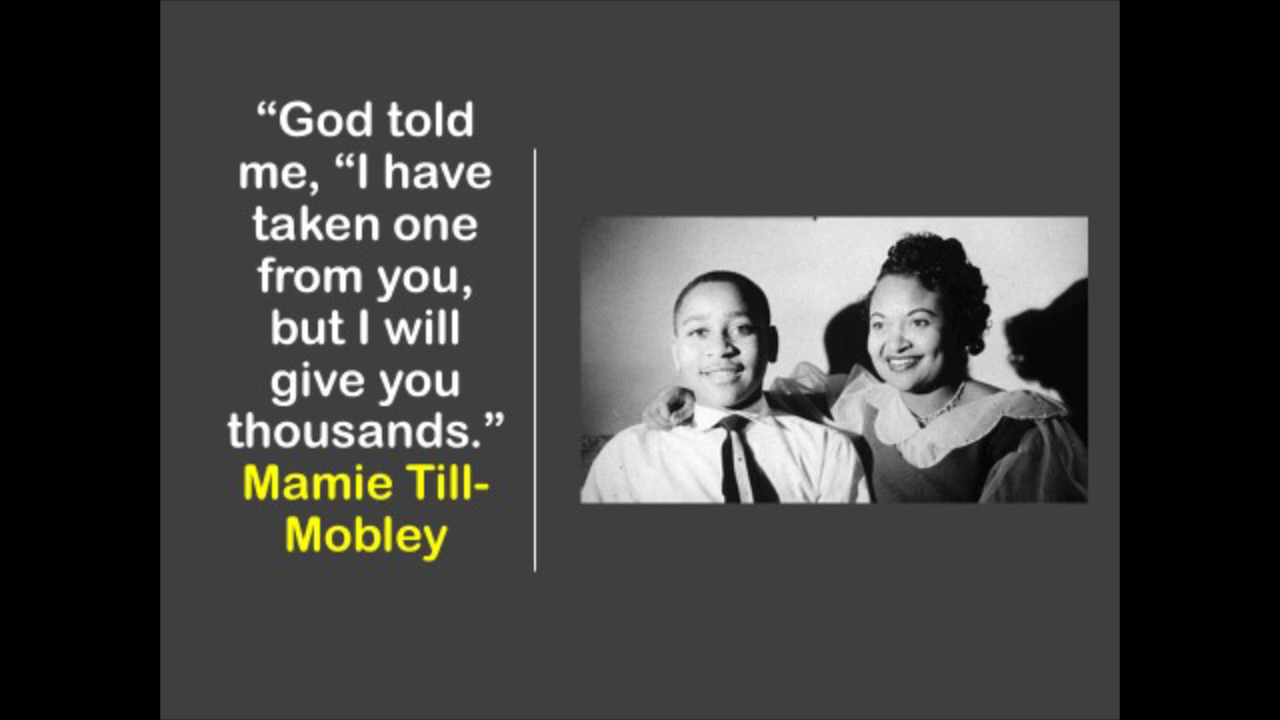 “God told
me, “I have
taken one
from you,
but I will
give you
thousands.”
Mamie Till-
Mobley